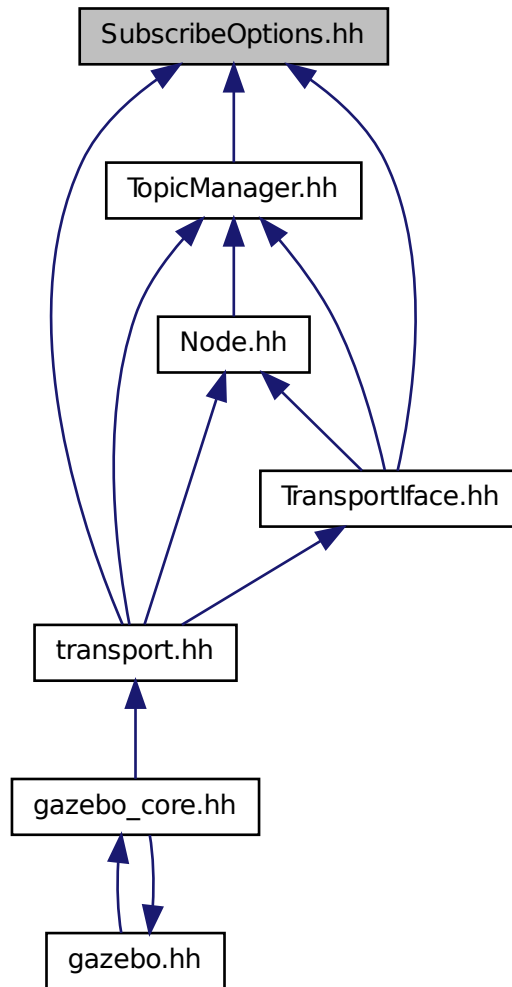 SubscribeOptions.hh
TopicManager.hh
Node.hh
TransportIface.hh
transport.hh
gazebo_core.hh
gazebo.hh